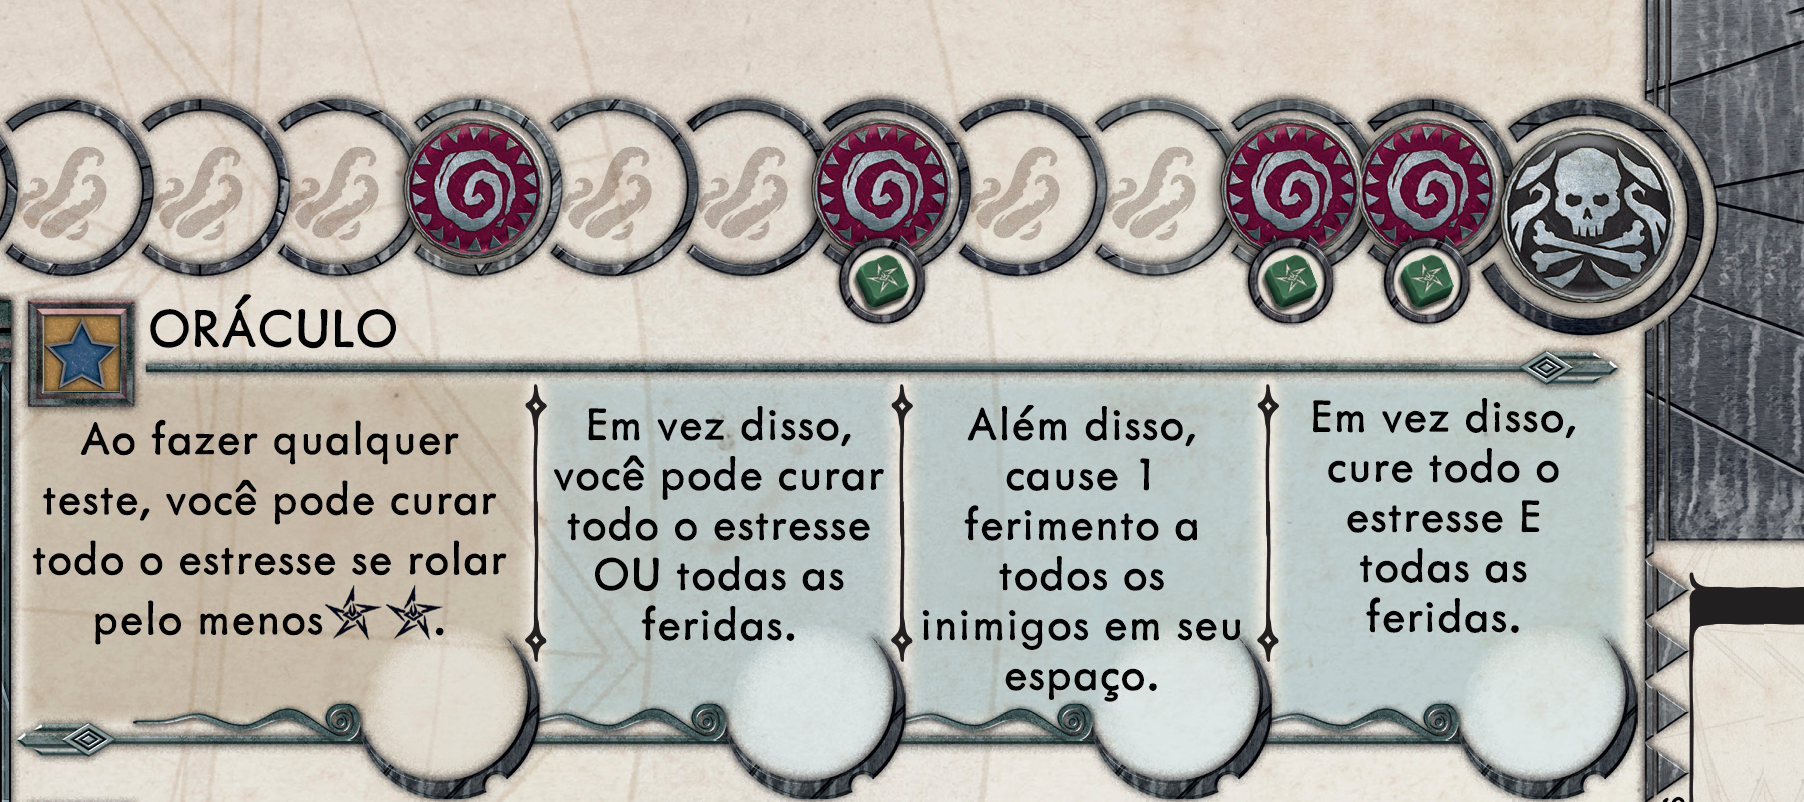 ORÁCULO
Ao fazer qualquer
teste, você pode curar
todo o estresse se rolar
pelo menos .
Em vez disso,
você pode curar
todo o estresse
OU todas as
feridas.
Além disso,
cause 1
ferimento a
todos os
inimigos em seu
espaço.
Em vez disso,
cure todo o
estresse E
todas as
feridas.